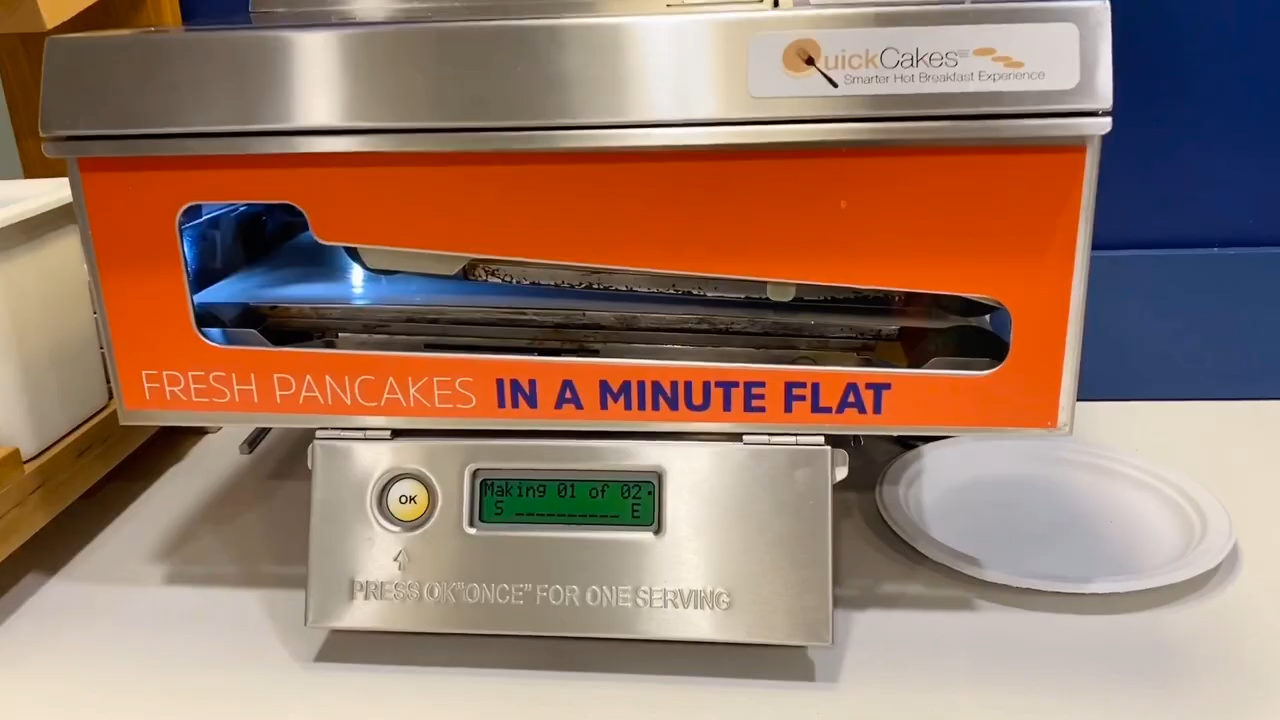 QuickCakes
Smarter Hot Breakfast Experience
FRESH PANCAKES IN A MINUTE FLAT
OK
Making 01 of 02.
S _________ E
PRESS OK"ONCE" FOR ONE SERVING